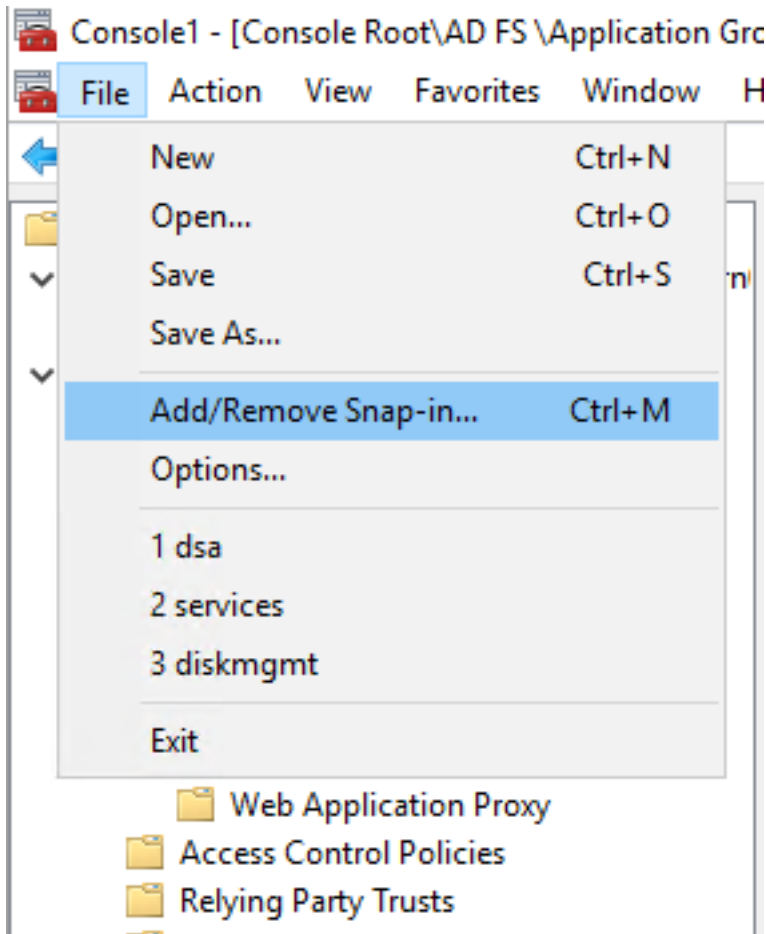 Console1 - [Console Root\AD FS \Application Gro
File Action View Favorites Window H
New Ctrl+N
Open... Ctrl+O
Save Ctrl+S
Save As...
Add/Remove Snap-in... Ctrl+M
Options...
1 dsa
2 services
3 diskmgmt
Exit
Web Application Proxy
Access Control Policies
Relying Party Trusts